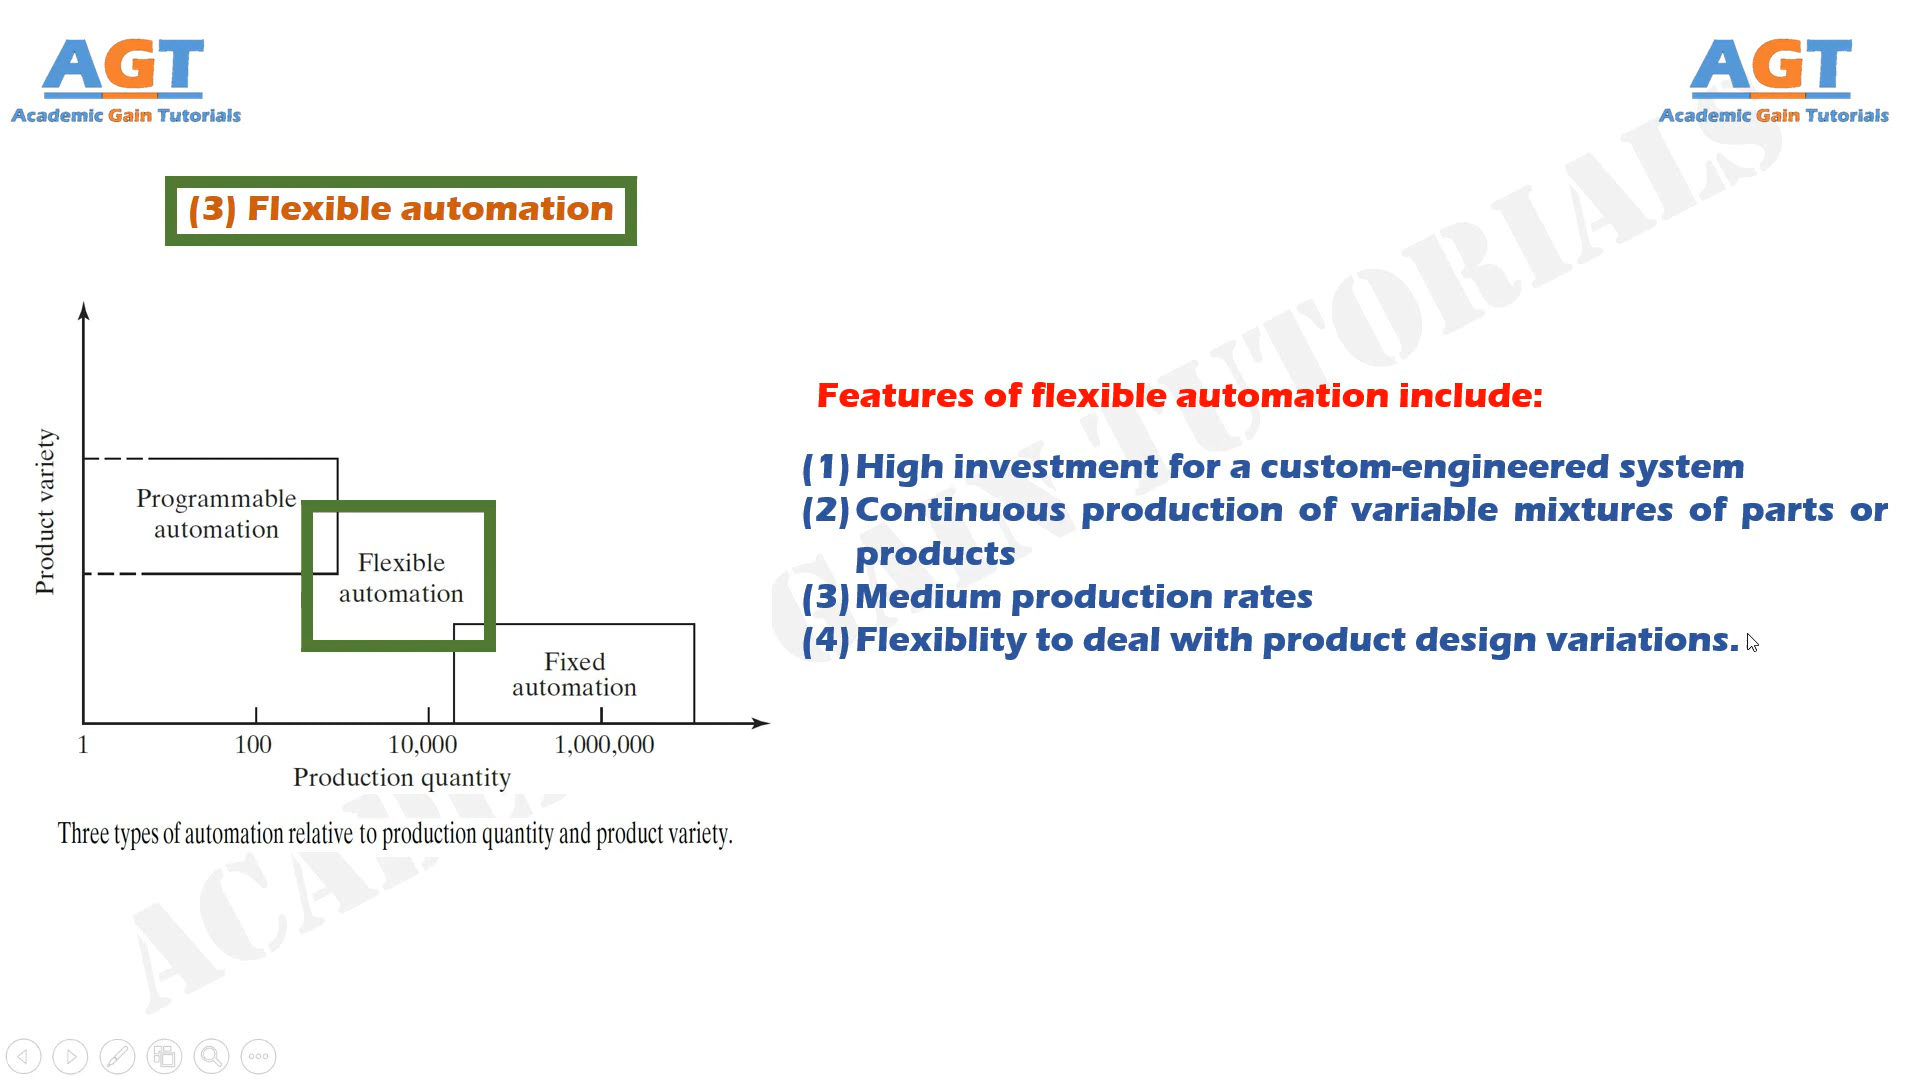 AGT
Academic Gain Tutorials
AGT
Academic Gain Tutorials
(3) Flexible automation
Product variety
Programmable
automation
Flexible
automation
Fixed
automation
1 100 10,000 1,000,000
Production quantity
Three types of automation relative to production quantity and product variety.
Features of flexible automation include:
(1) High investment for a custom-engineered system
(2) Continuous production of variable mixtures of parts or
products
(3) Medium production rates
(4) Flexiblity to deal with product design variations.
GAIN TUTORIALS